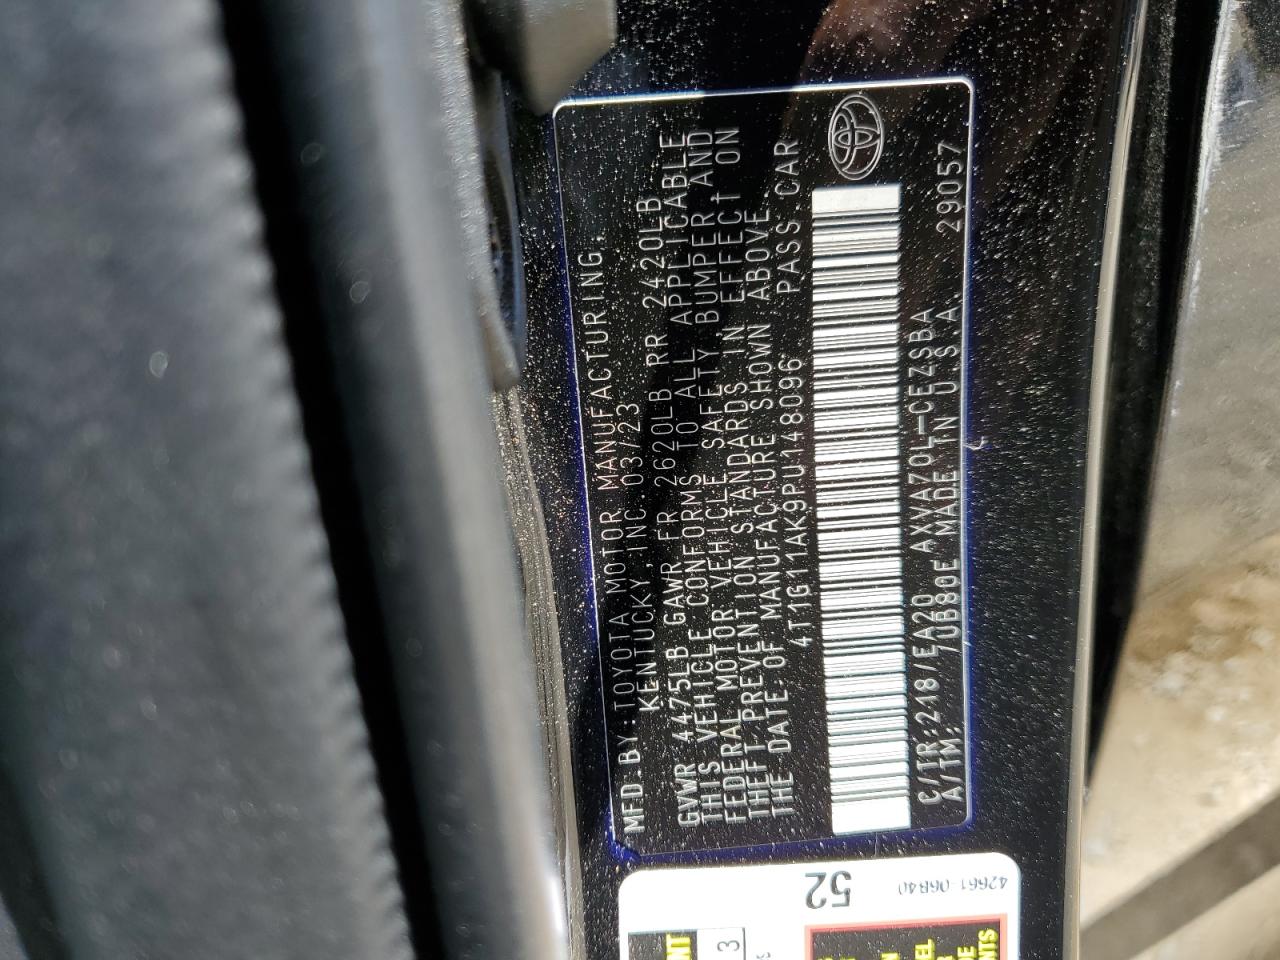 MFD. BY: TOYOTA MOTOR MANUFACTURING.
KENTUCKY, INC. 03/23
GVWR 4475LB GAWR FR 2620LB RR 2420LB
THIS VEHICLE CONFORMS TO ALL APPLICABLE
FEDERAL MOTOR VEHICLE SAFETY, BUMPER AND
THEFT PREVENTION STANDARDS IN EFFECT ON
THE DATE OF MANUFACTURE SHOWN ABOVE
4T1G11AK9PU148096 PASS CAR
C/TR: 218/EA20 AXVA70L-CEZSBA
A/TM: /UB80E MADE IN U.S.A. 29057
52
42661-06B40
3